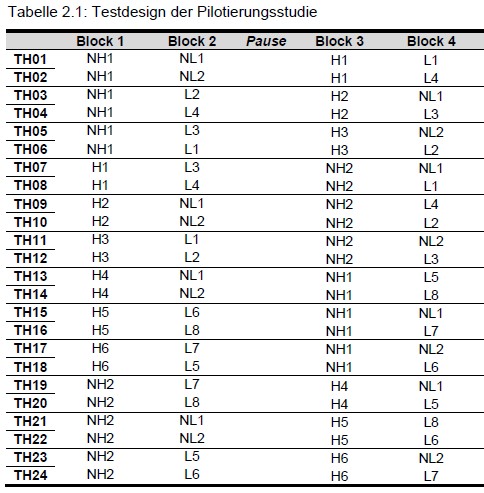 Tabelle 2.1: Testdesign der Pilotierungsstudie
Block 1 Block 2 Pause Block 3 Block 4
TH01 NH1 NL1 H1 L1
TH02 NH1 NL2 H1 L4
TH03 NH1 L2 H2 NL1
TH04 NH1 L4 H2 L3
TH05 NH1 L3 H3 NL2
TH06 NH1 L1 H3 L2
TH07 H1 L3 NH2 NL1
TH08 H1 L4 NH2 L1
TH09 H2 NL1 NH2 L4
TH10 H2 NL2 NH2 L2
TH11 H3 L1 NH2 NL2
TH12 H3 L2 NH2 L3
TH13 H4 NL1 NH1 L5
TH14 H4 NL2 NH1 L8
TH15 H5 L6 NH1 NL1
TH16 H5 L8 NH1 L7
TH17 H6 L7 NH1 NL2
TH18 H6 L5 NH1 L6
TH19 NH2 L7 H4 NL1
TH20 NH2 L8 H4 L5
TH21 NH2 NL1 H5 L8
TH22 NH2 NL2 H5 L6
TH23 NH2 L5 H6 NL2
TH24 NH2 L6 H6 L7